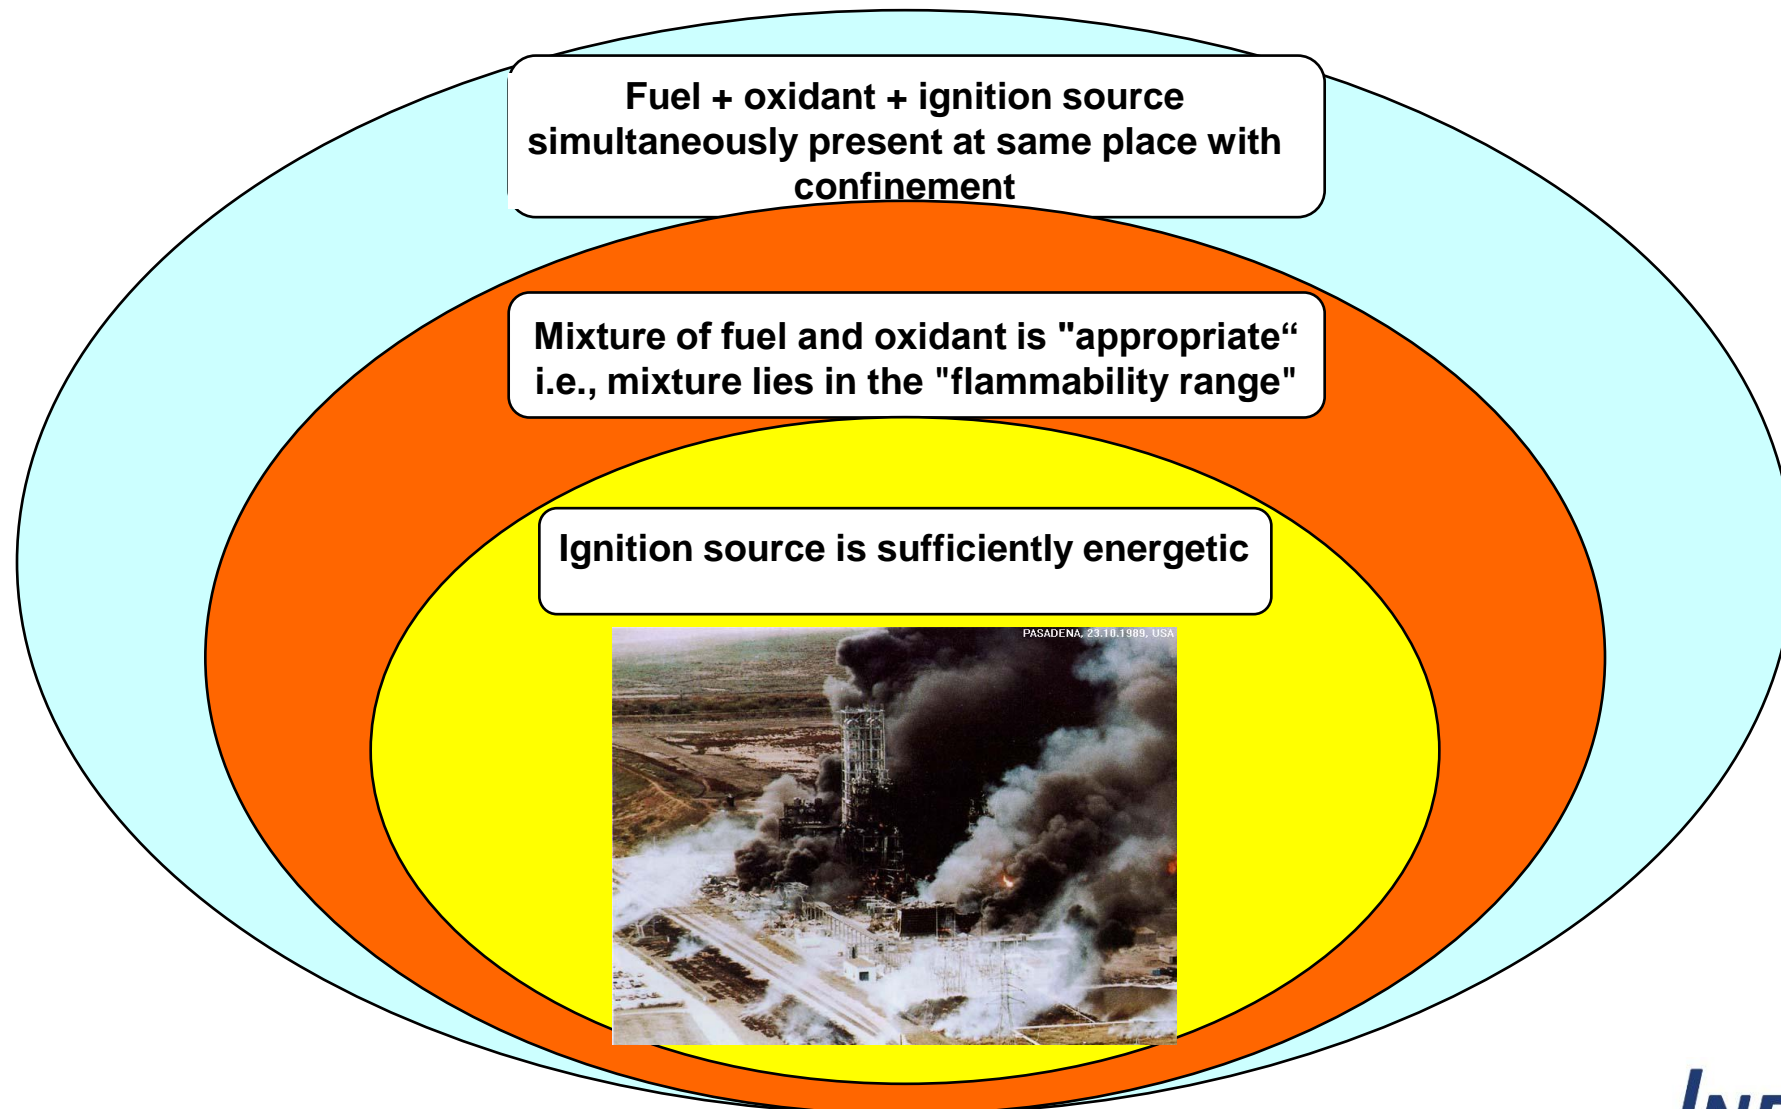 Fuel + oxidant + ignition source
simultaneously present at same place with
confinement
Mixture of fuel and oxidant is "appropriate“
i.e., mixture lies in the "flammability range"
Ignition source is sufficiently energetic
PASADENA, 23.10.1989, USA